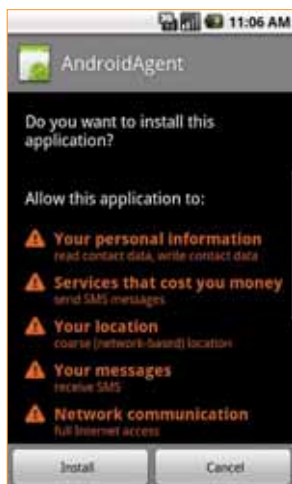 11:06 AM
AndroidAgent
Do you want to install this
application?
Allow this application to:
Your personal information
read contact data, write contact data
Services that cost you money
send SMS messages
Your location
coarse (network-based) location
Your messages
receive SMS
Network communication
full Internet access
Install
Cancel